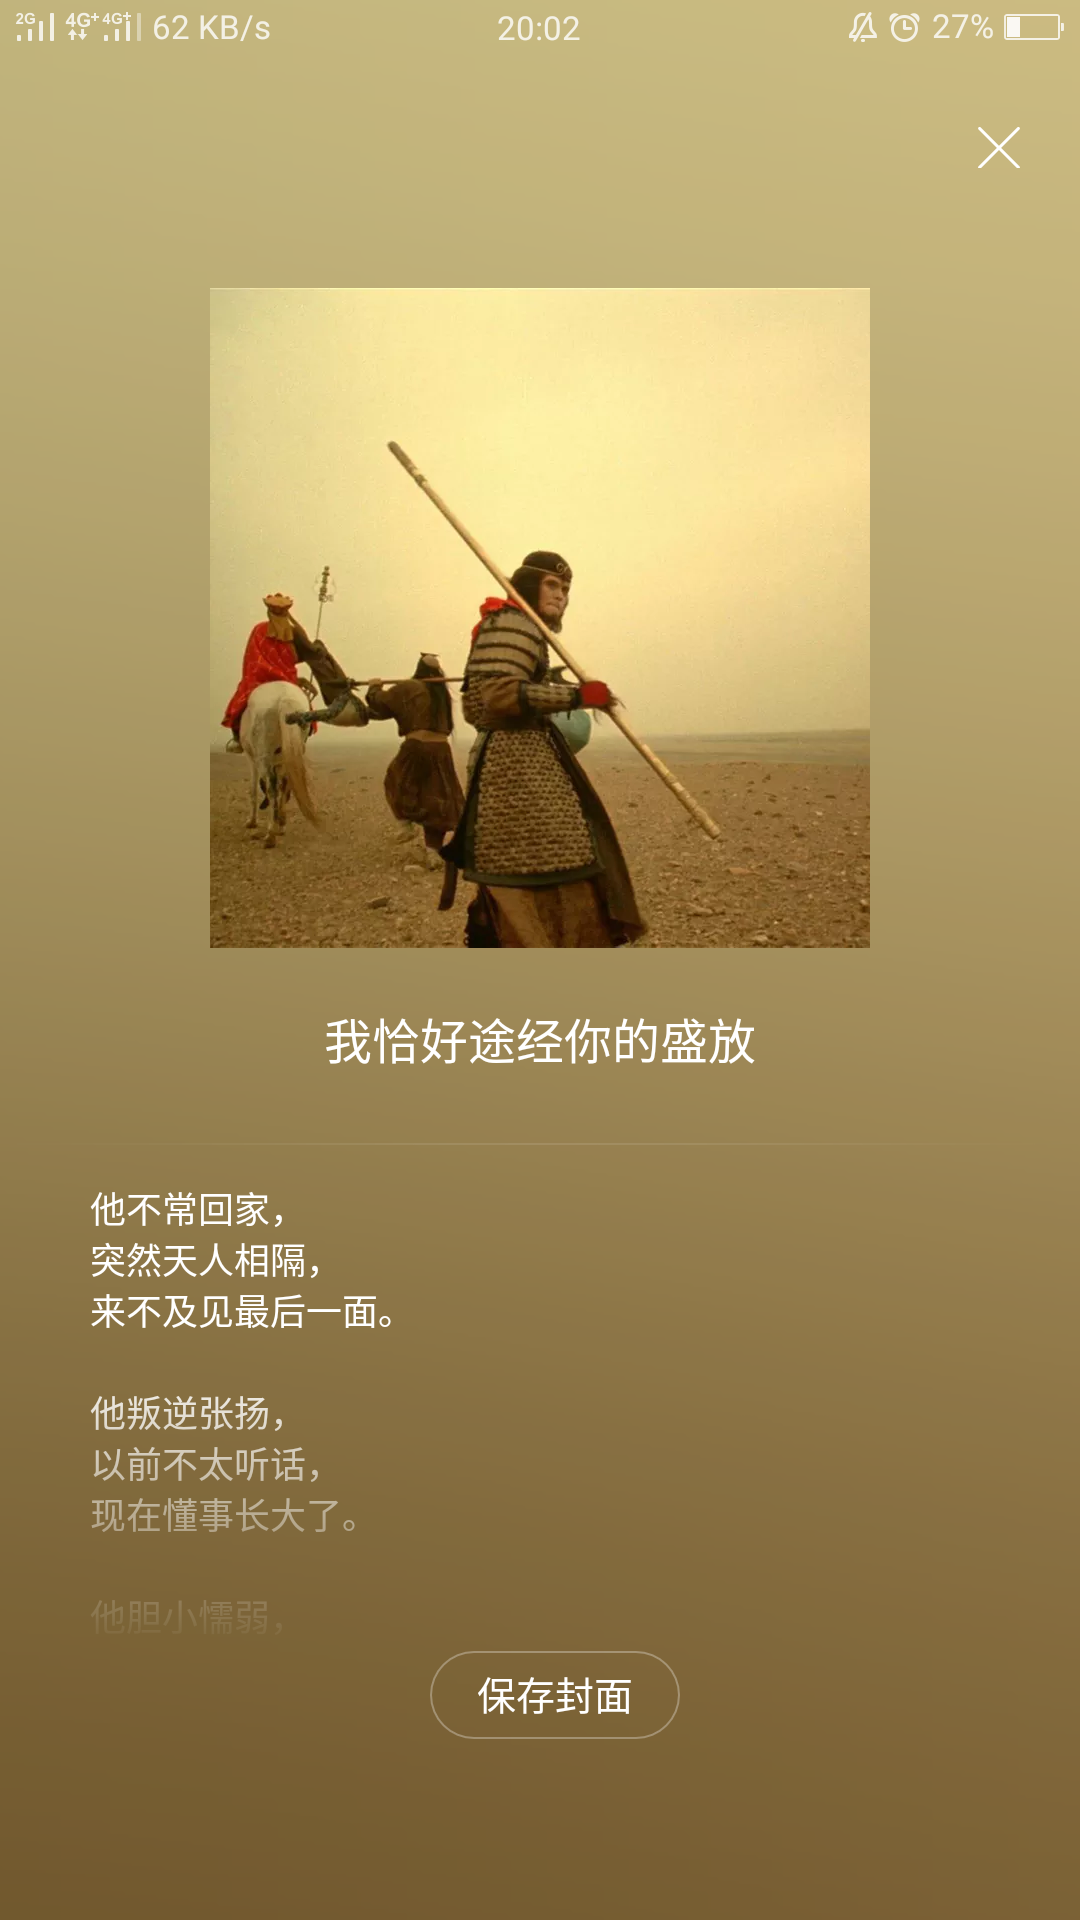 2G 4G+ 4G+ 62 KB/s 20:02 27%
我恰好途经你的盛放
他不常回家，
突然天人相隔，
来不及见最后一面。
他叛逆张扬，
以前不太听话，
现在懂事长大了。
他胆小懦弱，
保存封面